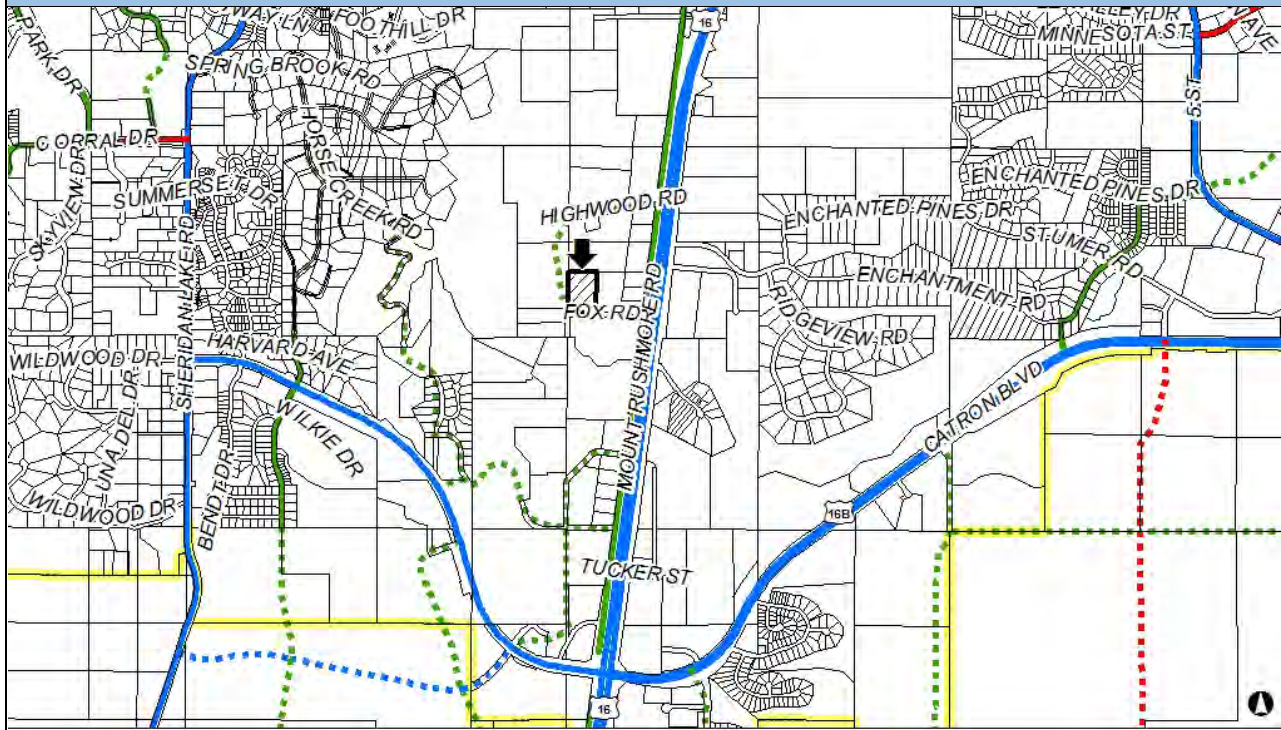 FOOTHILL DR
16
MINNESOTA ST
PARK DR
SPRING BROOK RD
5 ST
HORSE CREEK RD
CORRAL DR
SKYVIEW DR
SUMMERSET DR
HIGHWOOD RD
ENCHANTED PINES DR
ENCHANTED PINES DR
STUMER RD
ENCHANTMENT RD
FOX RD
RIDGEVIEW RD
MOUNT RUSHMORE RD
SHERIDAN LAKE RD
HARVARD AVE
WILDWOOD DR
UNA DEL DR
WILKIE DR
BENDT DR
WILDWOOD DR
CATRON BLVD
16B
TUCKER ST
16